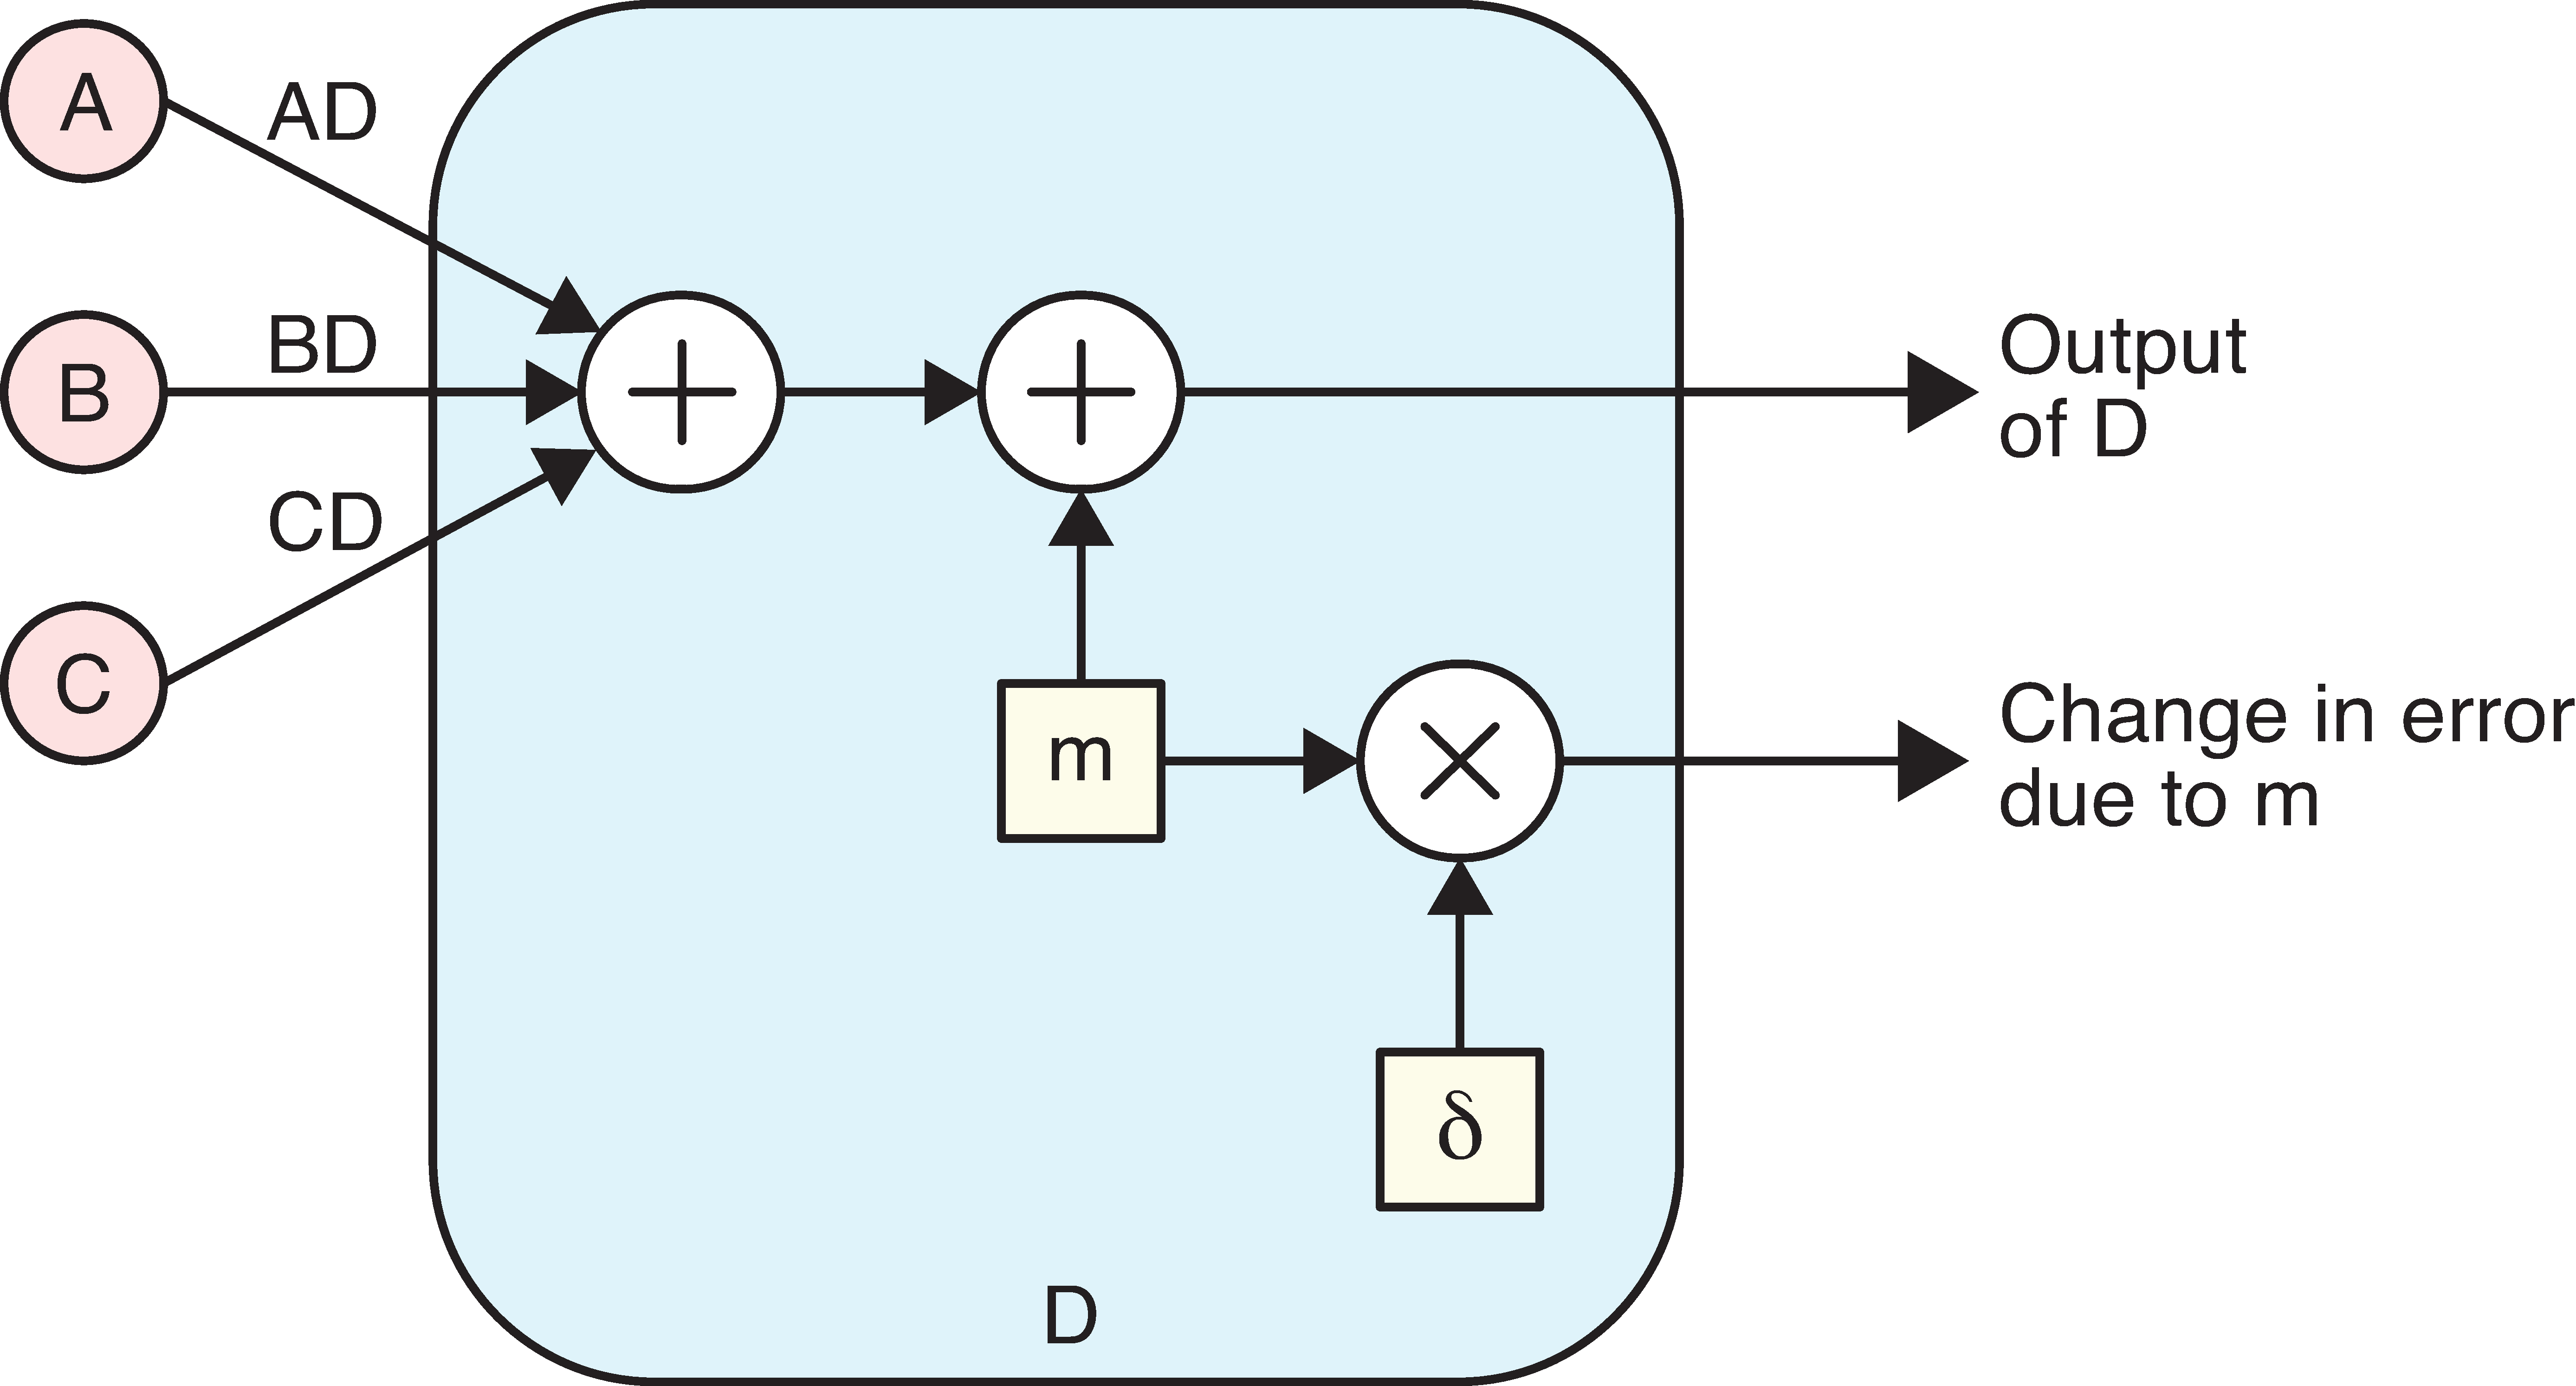 A
AD
B
BD
C
CD
+
+
Output
of D
m
×
Change in error
due to m
δ
D